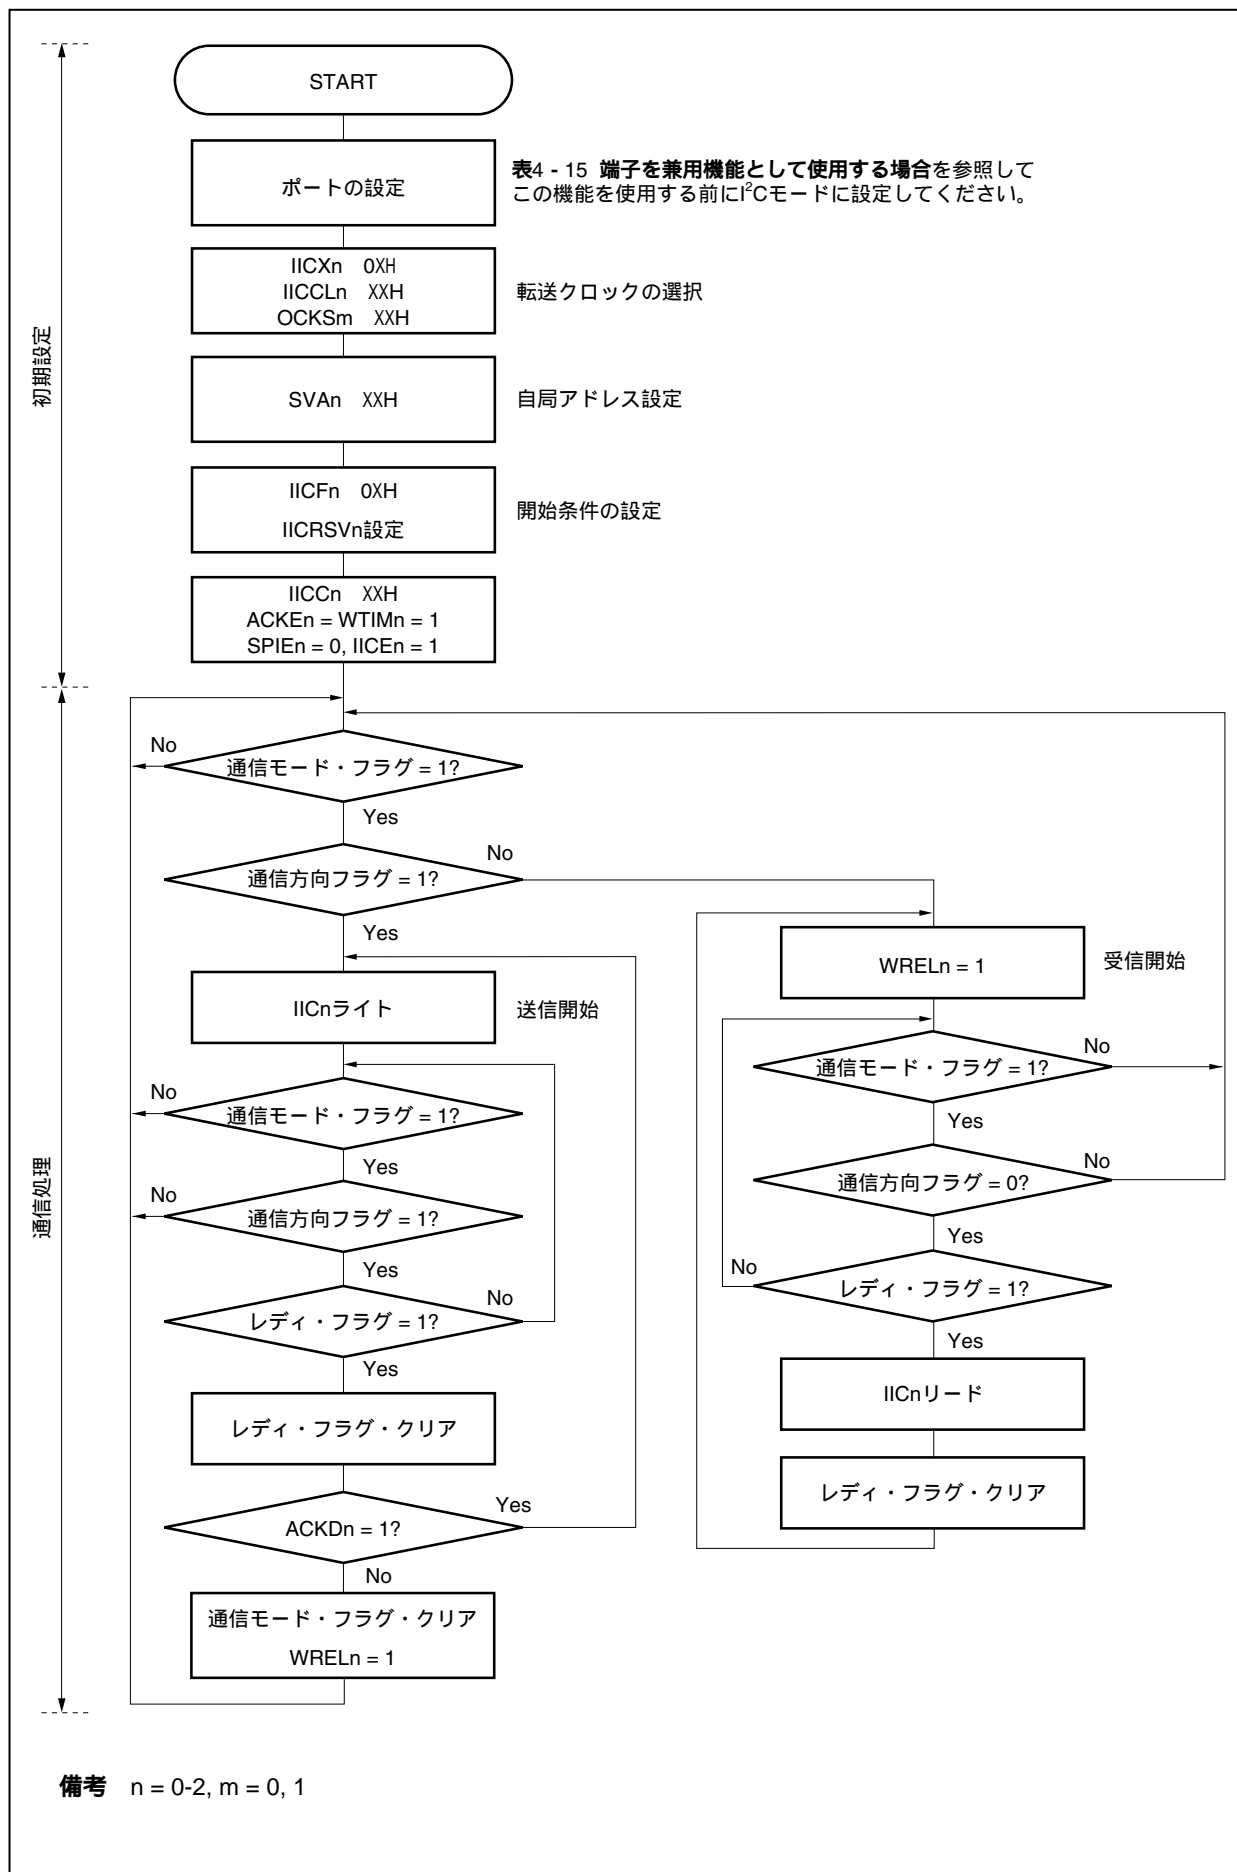 START
ポートの設定
表4 - 15 端子を兼用機能として使用する場合を参照して
この機能を使用する前にI²Cモードに設定してください。
IICXn 0XH
IICCLn XXH
OCKSm XXH
転送クロックの選択
初期設定
SVAn XXH
自局アドレス設定
IICFn 0XH
IICRSVn設定
開始条件の設定
IICCn XXH
ACKEn = WTIMn = 1
SPIEn = 0, IICEn = 1
No
通信モード・フラグ = 1?
Yes
No
通信方向フラグ = 1?
Yes
IICnライト
送信開始
No
通信モード・フラグ = 1?
Yes
No
通信方向フラグ = 1?
Yes
No
レディ・フラグ = 1?
Yes
レディ・フラグ・クリア
Yes
ACKDn = 1?
No
通信モード・フラグ・クリア
WRELn = 1
通信処理
WRELn = 1
受信開始
No
通信モード・フラグ = 1?
Yes
No
通信方向フラグ = 0?
Yes
No
レディ・フラグ = 1?
Yes
IICnリード
レディ・フラグ・クリア
備考 n = 0-2, m = 0, 1